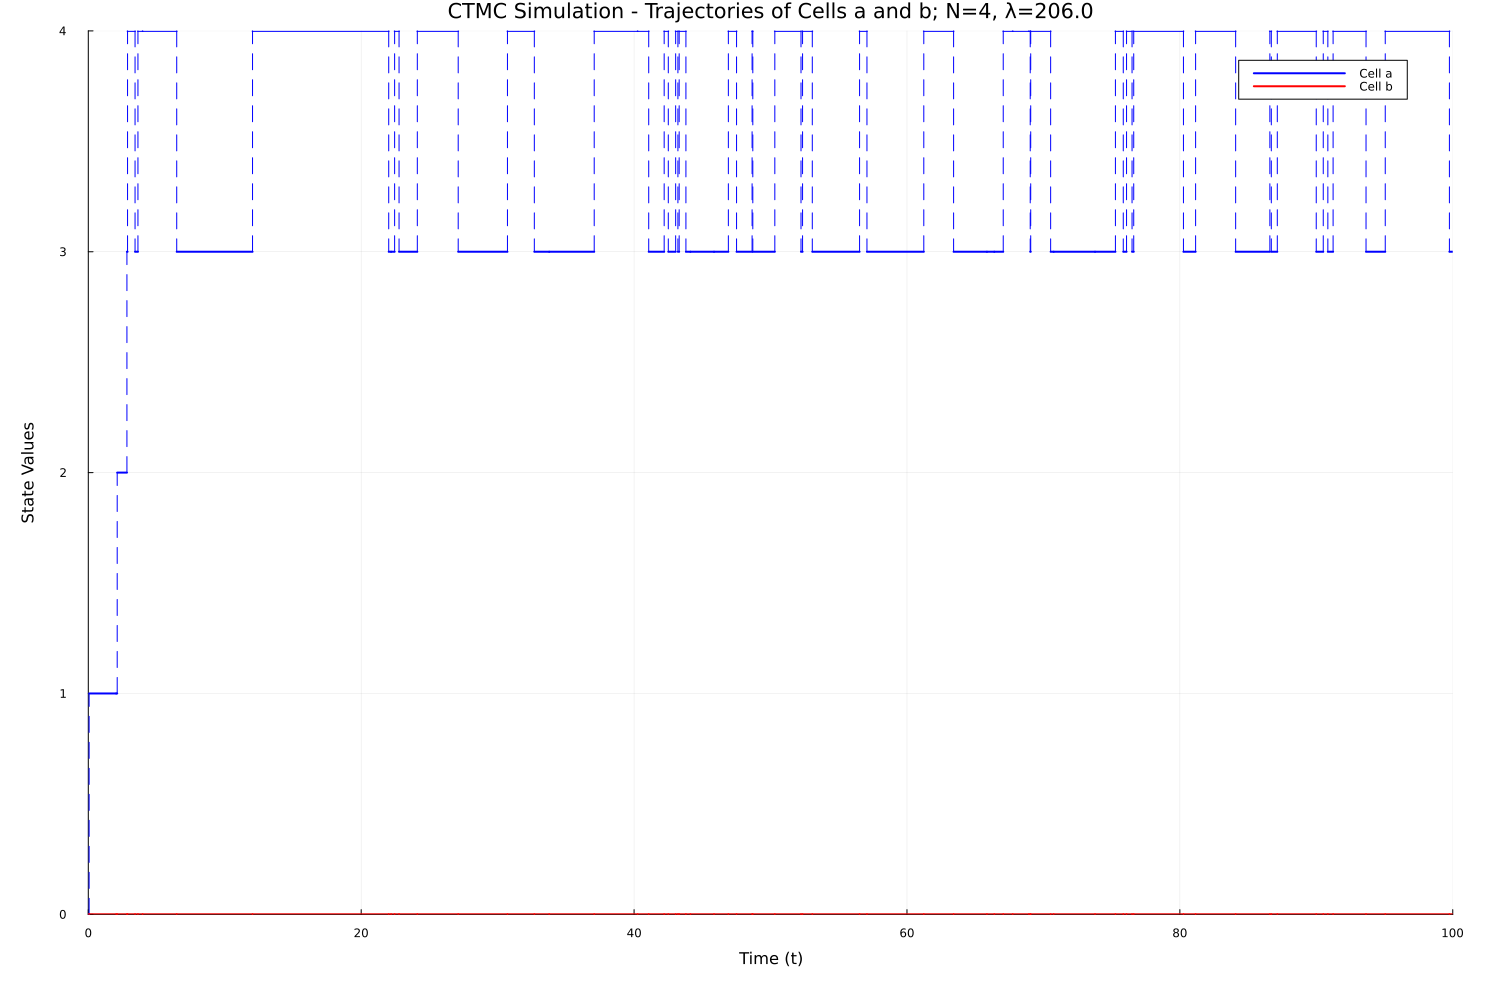 CTMC Simulation - Trajectories of Cells a and b; N=4, λ=206.0
4
Cell a
Cell b
3
State Values
2
1
0
0 20 40 60 80 100
Time (t)